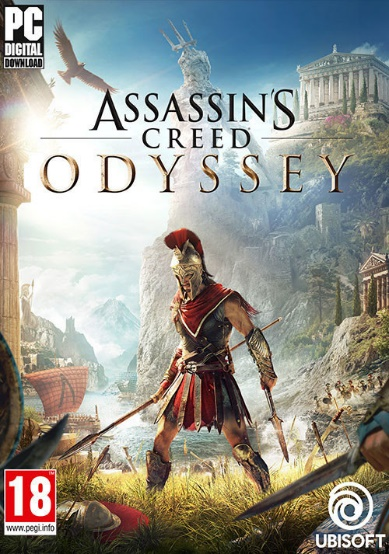 PC
DIGITAL
DOWNLOAD
ASSASSIN'S
CREED
ODYSSEY
18
www.pegi.info
UBISOFT